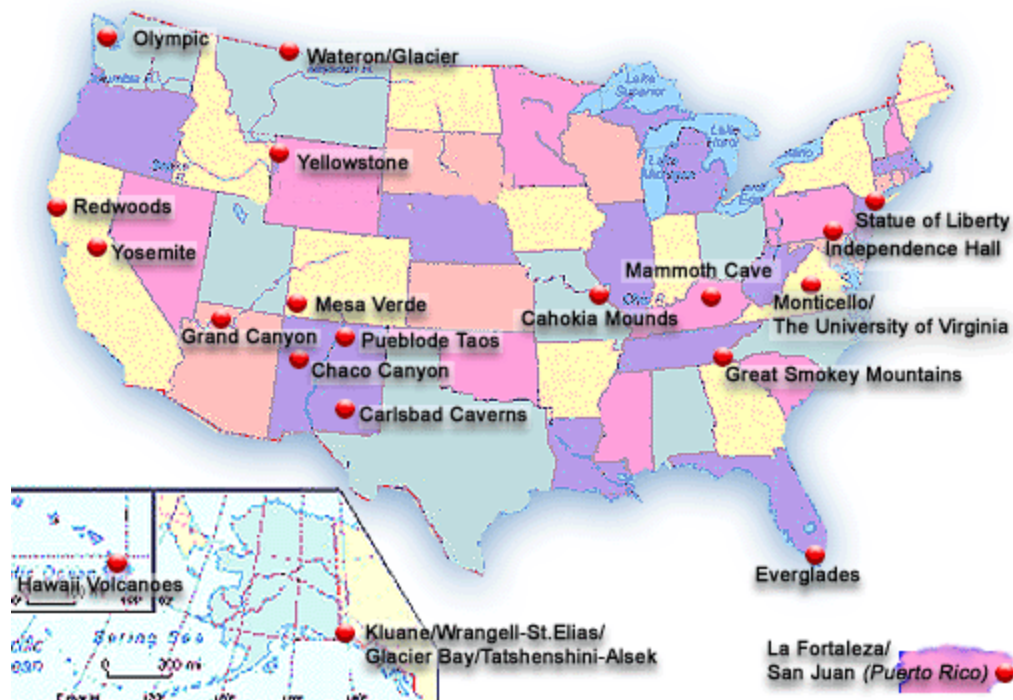 Olympic
Wateron/Glacier
Lake
Superior
Yellowstone
Lake
Michigan
Redwoods
Yosemite
Statue of Liberty
Independence Hall
Mammoth Cave
Mesa Verde
Cahokia Mounds
Monticello/
The University of Virginia
Grand Canyon
Pueblode Taos
Chaco Canyon
Great Smokey Mountains
Carlsbad Caverns
Everglades
Hawaii Volcanoes
Kluane/Wrangell-St.Elias/
Glacier Bay/Tatshenshini-Alsek
0 300 mi
La Fortaleza/
San Juan (Puerto Rico)